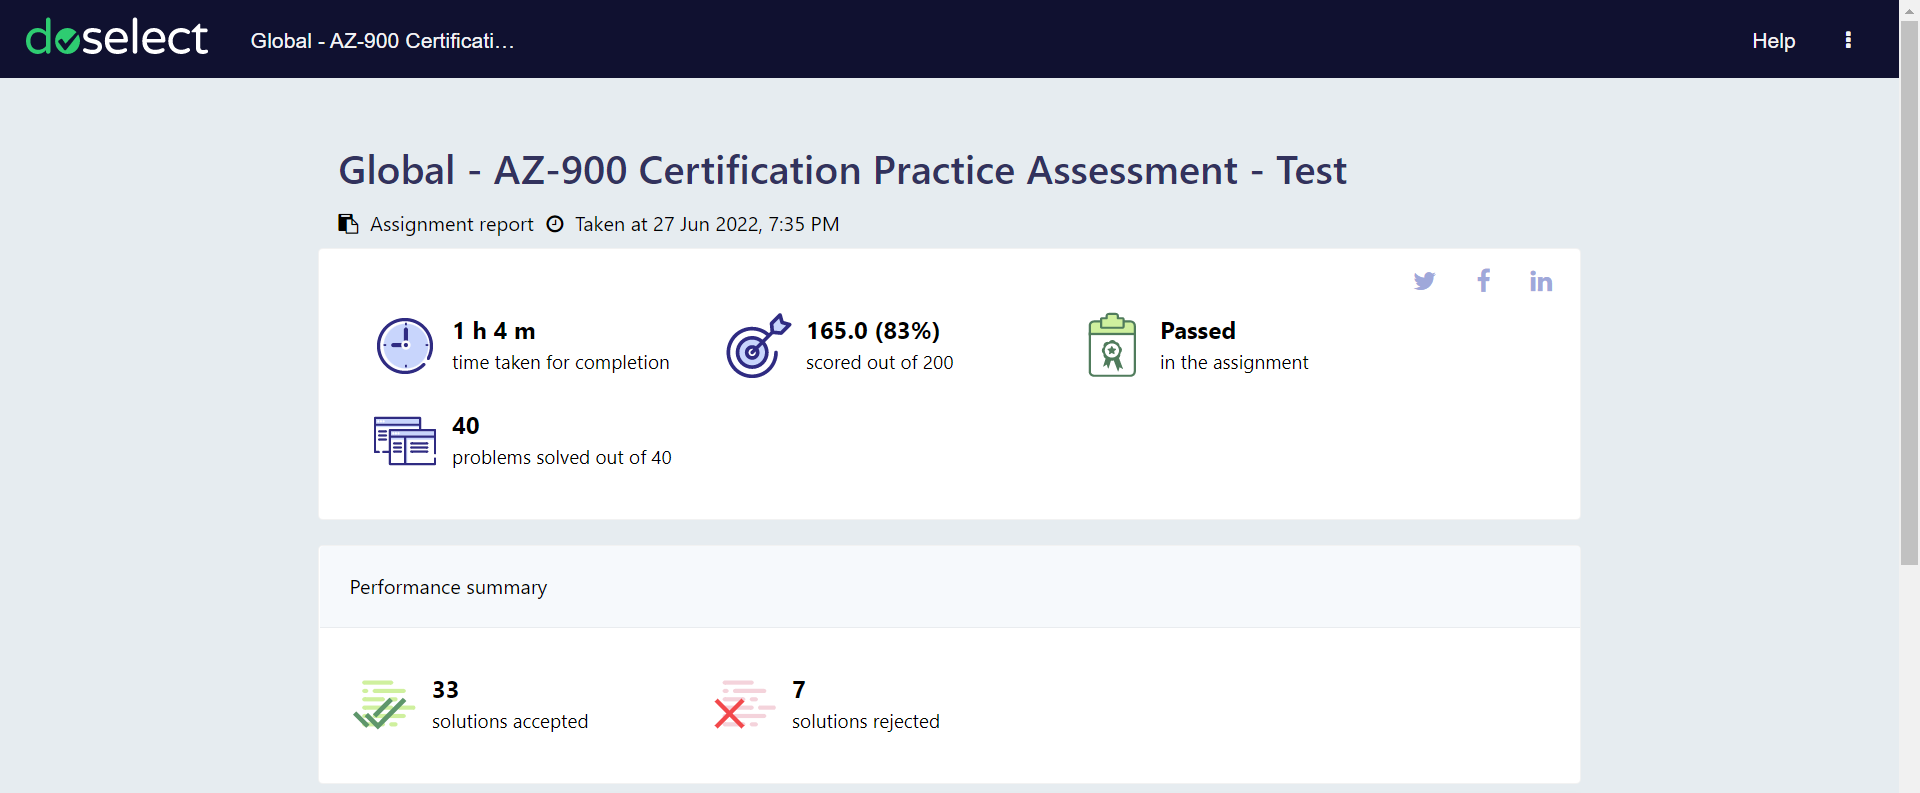 doselect
Global - AZ-900 Certificati...
Help
Global - AZ-900 Certification Practice Assessment - Test
Assignment report Taken at 27 Jun 2022, 7:35 PM
1 h 4 m
time taken for completion
165.0 (83%)
scored out of 200
Passed
in the assignment
40
problems solved out of 40
Performance summary
33
solutions accepted
7
solutions rejected